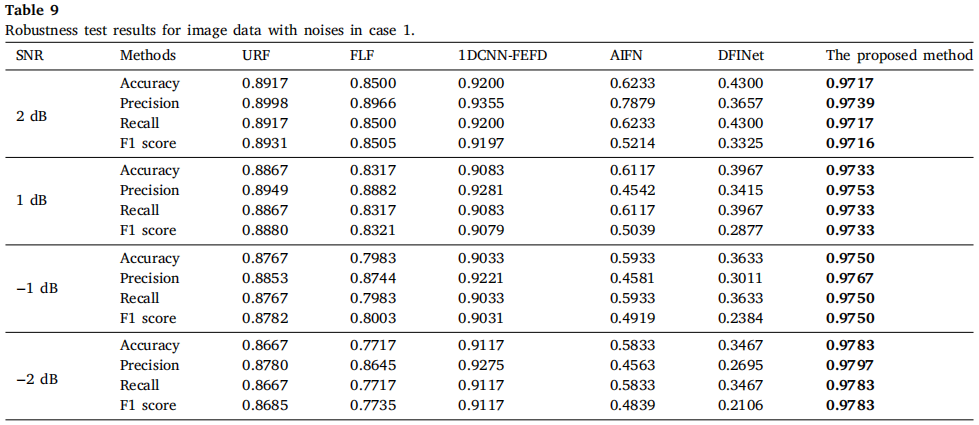 Table 9
Robustness test results for image data with noises in case 1.
SNR Methods URF FLF 1DCNN-FEFD AIFN DFINet The proposed method
2 dB
Accuracy 0.8917 0.8500 0.9200 0.6233 0.4300 0.9717
Precision 0.8998 0.8966 0.9355 0.7879 0.3657 0.9739
Recall 0.8917 0.8500 0.9200 0.6233 0.4300 0.9717
F1 score 0.8931 0.8505 0.9197 0.5214 0.3325 0.9716
1 dB
Accuracy 0.8867 0.8317 0.9083 0.6117 0.3967 0.9733
Precision 0.8949 0.8882 0.9281 0.4542 0.3415 0.9753
Recall 0.8867 0.8317 0.9083 0.6117 0.3967 0.9733
F1 score 0.8880 0.8321 0.9079 0.5039 0.2877 0.9733
−1 dB
Accuracy 0.8767 0.7983 0.9033 0.5933 0.3633 0.9750
Precision 0.8853 0.8744 0.9221 0.4581 0.3011 0.9767
Recall 0.8767 0.7983 0.9033 0.5933 0.3633 0.9750
F1 score 0.8782 0.8003 0.9031 0.4919 0.2384 0.9750
−2 dB
Accuracy 0.8667 0.7717 0.9117 0.5833 0.3467 0.9783
Precision 0.8780 0.8645 0.9275 0.4563 0.2695 0.9797
Recall 0.8667 0.7717 0.9117 0.5833 0.3467 0.9783
F1 score 0.8685 0.7735 0.9117 0.4839 0.2106 0.9783